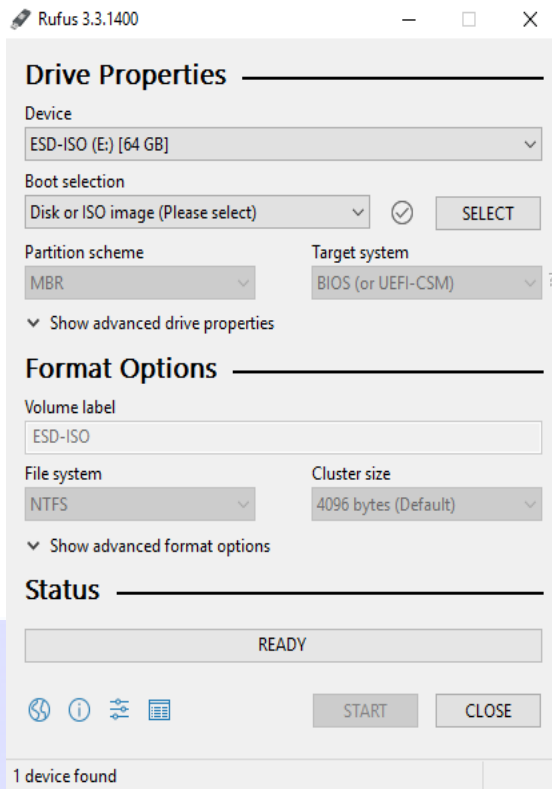 Rufus 3.3.1400
Drive Properties
Device
ESD-ISO (E:) [64 GB]
Boot selection
Disk or ISO image (Please select)
SELECT
Partition scheme Target system
MBR BIOS (or UEFI-CSM) ?
Show advanced drive properties
Format Options
Volume label
ESD-ISO
File system Cluster size
NTFS 4096 bytes (Default)
Show advanced format options
Status
READY
START CLOSE
1 device found